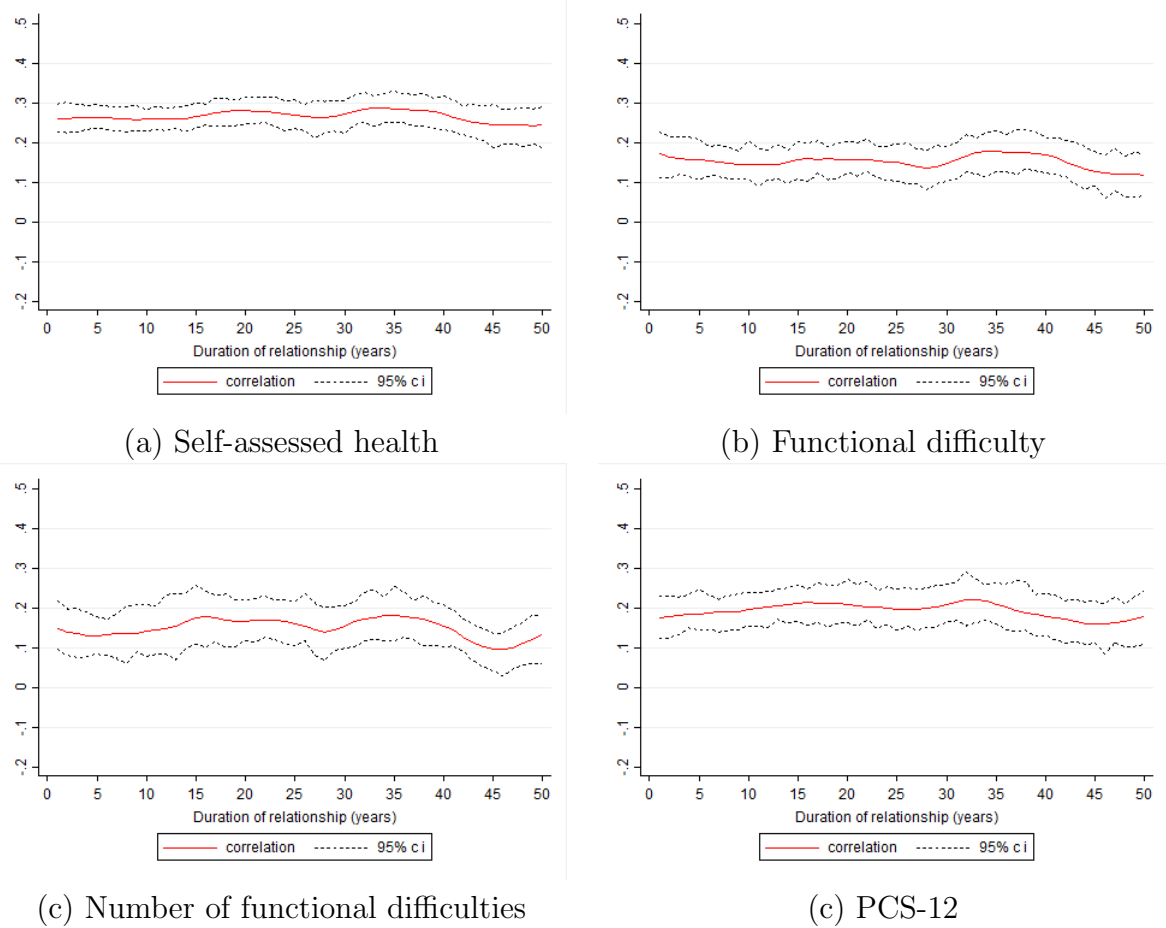 .5
.4
.3
.2
.1
0
-.1
-.2
0 5 10 15 20 25 30 35 40 45 50
Duration of relationship (years)
correlation 95% c i
(a) Self-assessed health
.5
.4
.3
.2
.1
0
-.1
-.2
0 5 10 15 20 25 30 35 40 45 50
Duration of relationship (years)
correlation 95% c i
(b) Functional difficulty
.5
.4
.3
.2
.1
0
-.1
-.2
0 5 10 15 20 25 30 35 40 45 50
Duration of relationship (years)
correlation 95% c i
(c) Number of functional difficulties
.5
.4
.3
.2
.1
0
-.1
-.2
0 5 10 15 20 25 30 35 40 45 50
Duration of relationship (years)
correlation 95% c i
(c) PCS-12